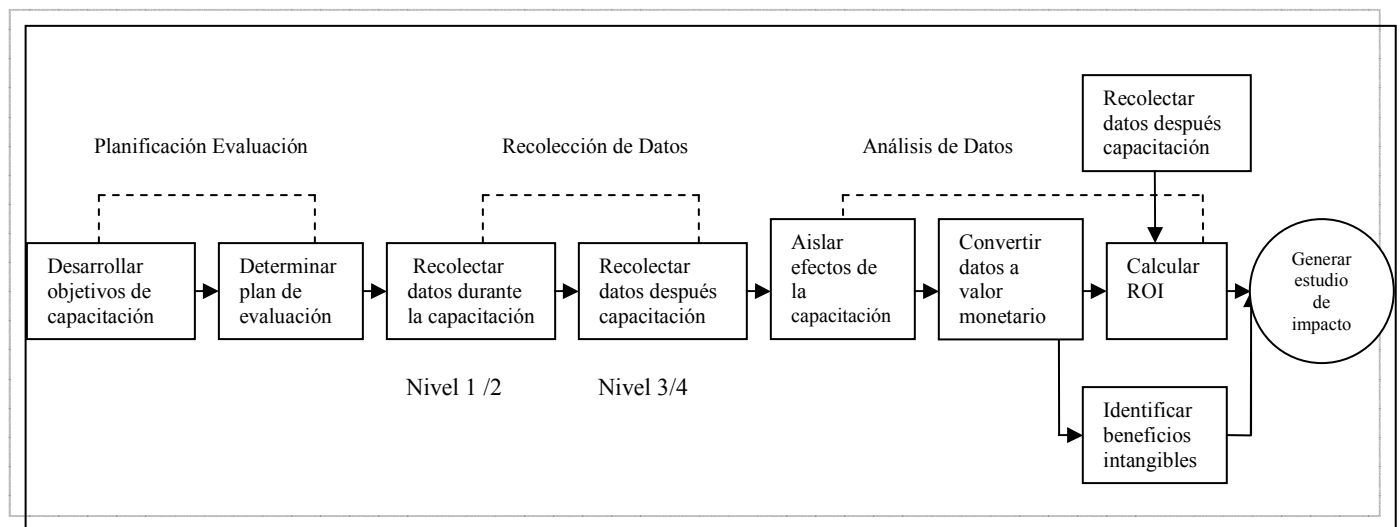 Planificación Evaluación
Recolección de Datos
Análisis de Datos
Recolectar
datos después
capacitación
Desarrollar
objetivos de
capacitación
Determinar
plan de
evaluación
Recolectar
datos durante
la capacitación
Recolectar
datos después
capacitación
Aislar
efectos de
la
capacitación
Convertir
datos a
valor
monetario
Calcular
ROI
Generar
estudio
de
impacto
Nivel 1 /2
Nivel 3/4
Identificar
beneficios
intangibles